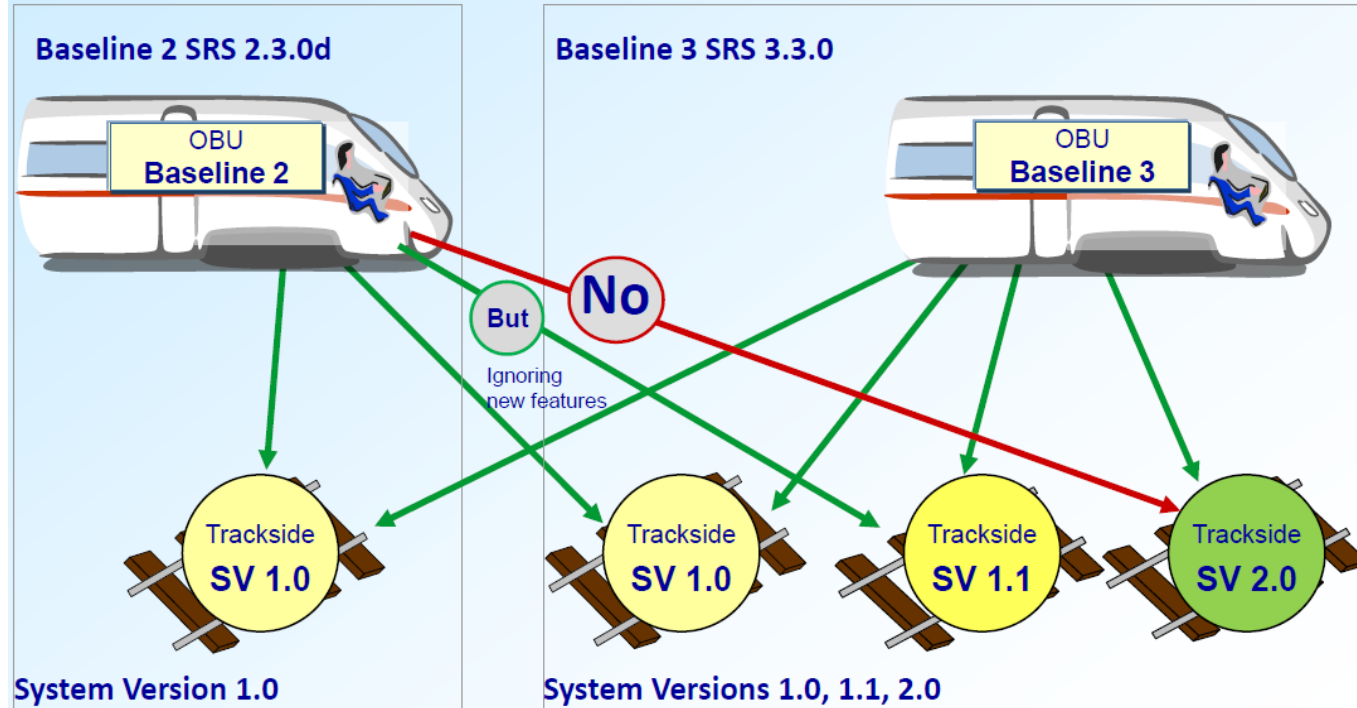 Baseline 2 SRS 2.3.0d
Baseline 3 SRS 3.3.0
OBU
Baseline 2
OBU
Baseline 3
But
No
Ignoring
new features
Trackside
SV 1.0
Trackside
SV 1.0
Trackside
SV 1.1
Trackside
SV 2.0
System Version 1.0
System Versions 1.0, 1.1, 2.0